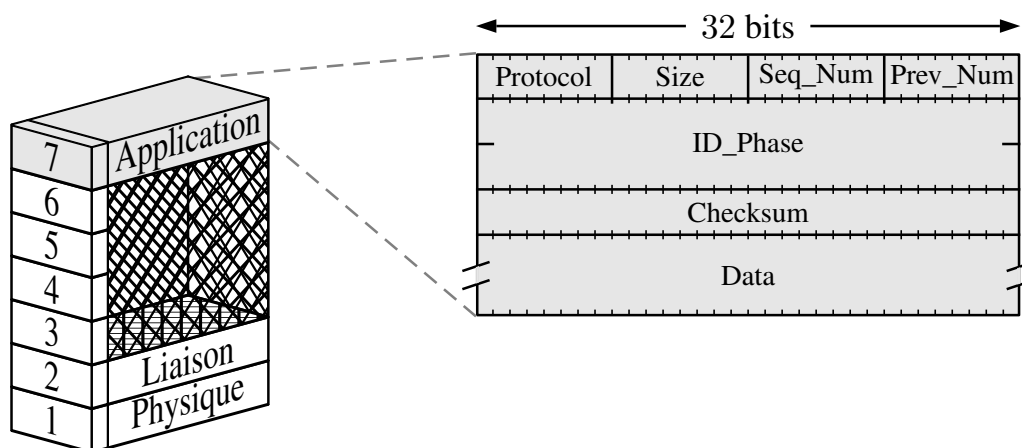 32 bits
Protocol Size Seq_Num Prev_Num
ID_Phase
Checksum
Data
7 Application
6
5
4
3
2 Liaison
1 Physique